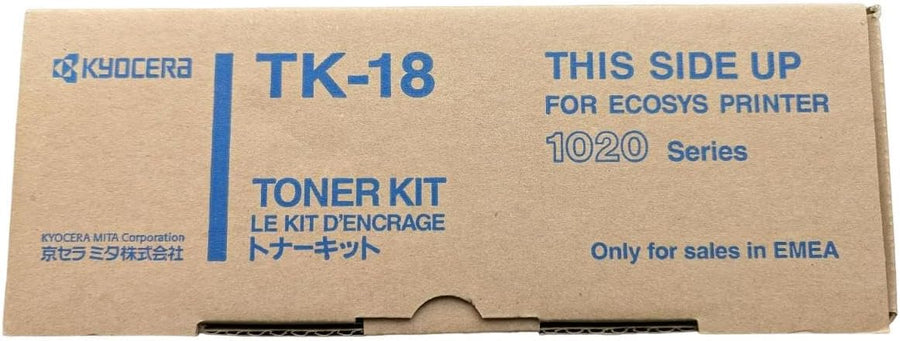 KYOCERA
KYOCERA MITA Corporation
京セラ ミタ株式会社
TK-18
TONER KIT
LE KIT D'ENCRAGE
トナーキット
THIS SIDE UP
FOR ECOSYS PRINTER
1020 Series
Only for sales in EMEA